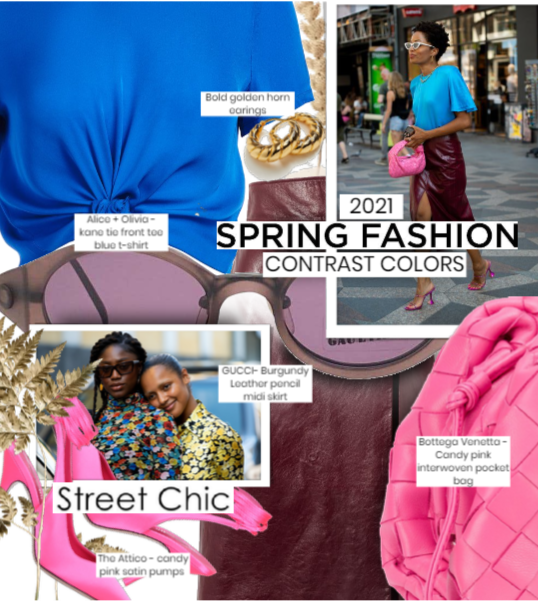 Bold golden horn
earings
2021
SPRING FASHION
CONTRAST COLORS
Alice + Olivia -
kane tie front tee
blue t-shirt
GUCCI- Burgundy
Leather pencil
midi skirt
Bottega Venetta -
Candy pink
interwoven pocket
bag
Street Chic
The Attico - candy
pink satin pumps